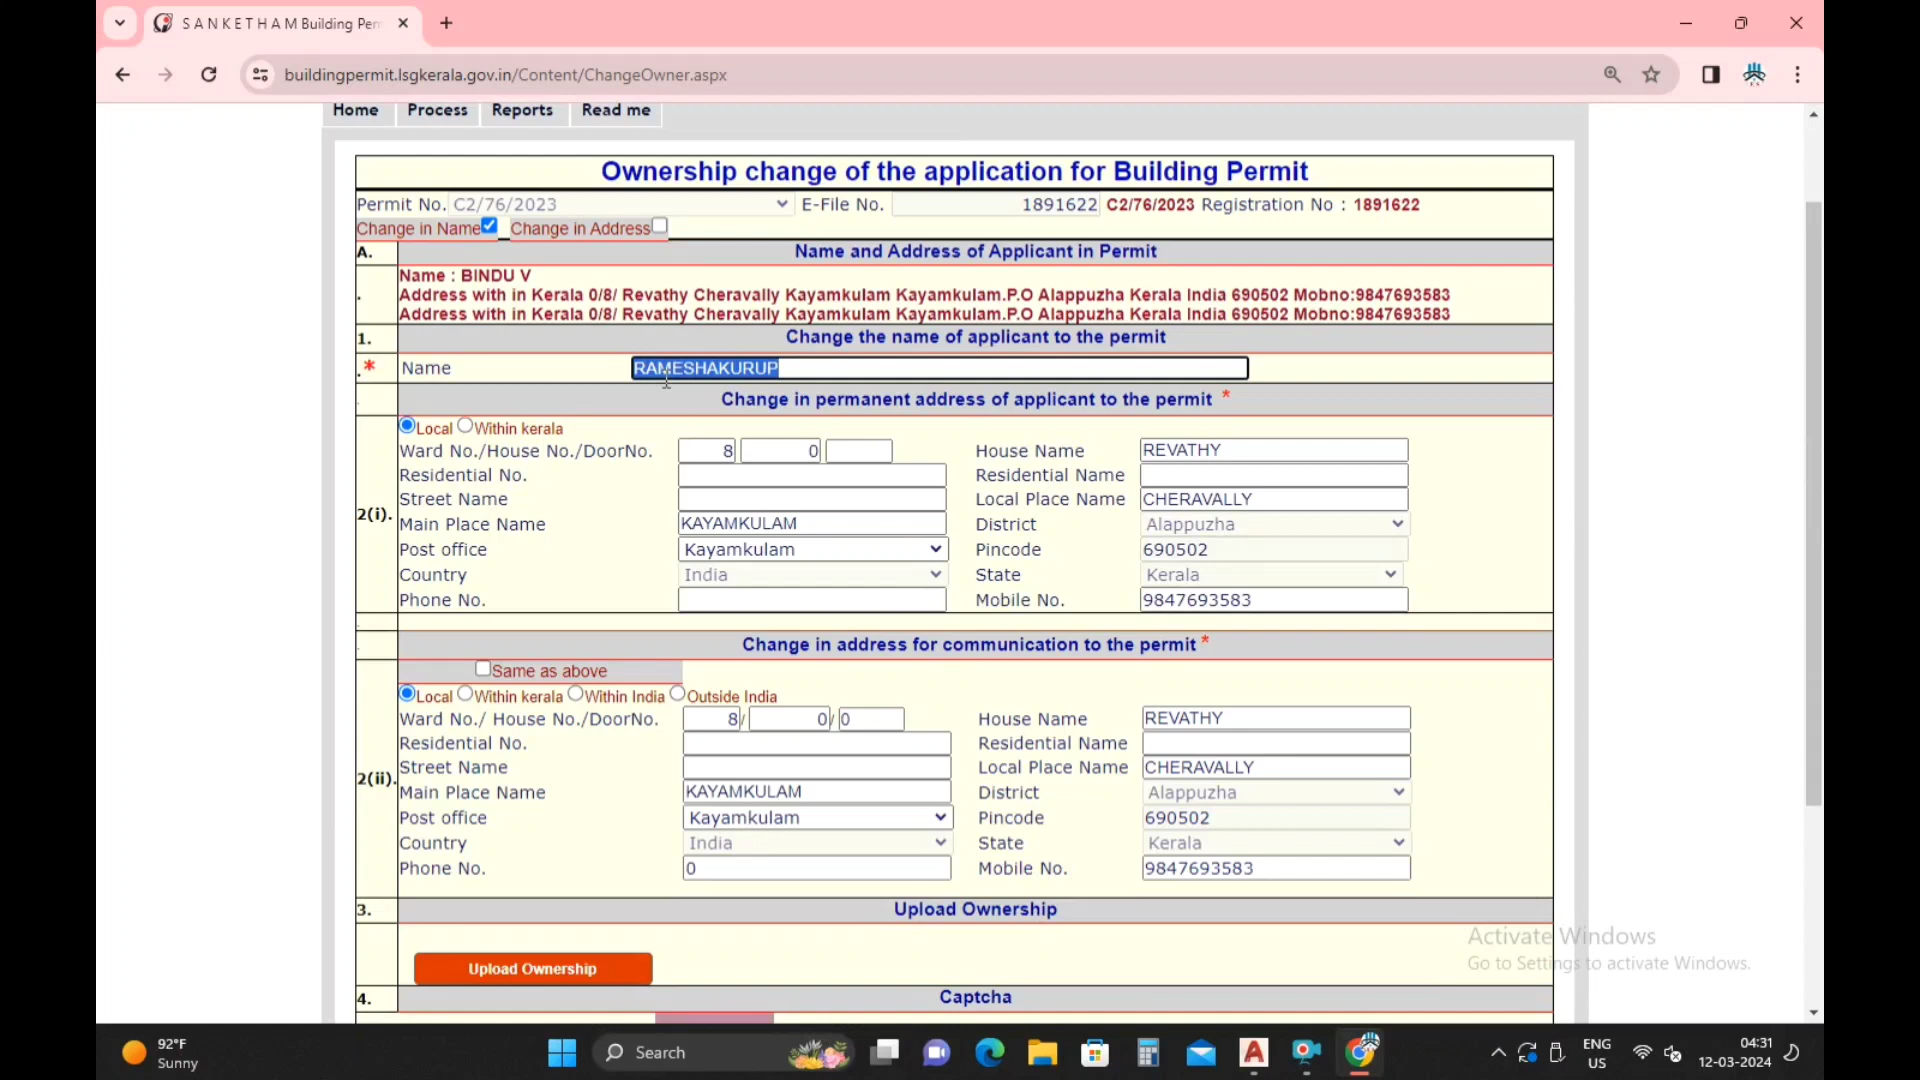 S A N K E T H A M Building Per
buildingpermit.lsgkerala.gov.in/Content/ChangeOwner.aspx
Home Process Reports Read me
Ownership change of the application for Building Permit
Permit No. C2/76/2023 E-File No. 1891622 C2/76/2023 Registration No : 1891622
Change in Name Change in Address
A. Name and Address of Applicant in Permit
Name : BINDU V
Address with in Kerala 0/8/ Revathy Cheravally Kayamkulam Kayamkulam.P.O Alappuzha Kerala India 690502 Mobno:9847693583
Address with in Kerala 0/8/ Revathy Cheravally Kayamkulam Kayamkulam.P.O Alappuzha Kerala India 690502 Mobno:9847693583
1. Change the name of applicant to the permit
.* Name RAMESHAKURUP
Change in permanent address of applicant to the permit *
Local Within kerala
Ward No./House No./DoorNo. 8 0 House Name REVATHY
Residential No. Residential Name
Street Name Local Place Name CHERAVALLY
2(i). Main Place Name KAYAMKULAM District Alappuzha
Post office Kayamkulam Pincode 690502
Country India State Kerala
Phone No. Mobile No. 9847693583
Change in address for communication to the permit *
Same as above
Local Within kerala Within India Outside India
Ward No./ House No./DoorNo. 8/ 0/ 0 House Name REVATHY
Residential No. Residential Name
Street Name Local Place Name CHERAVALLY
2(ii). Main Place Name KAYAMKULAM District Alappuzha
Post office Kayamkulam Pincode 690502
Country India State Kerala
Phone No. 0 Mobile No. 9847693583
3. Upload Ownership
Upload Ownership
4. Captcha
Activate Windows
Go to Settings to activate Windows.
92°F
Sunny
Search
ENG
US
04:31
12-03-2024